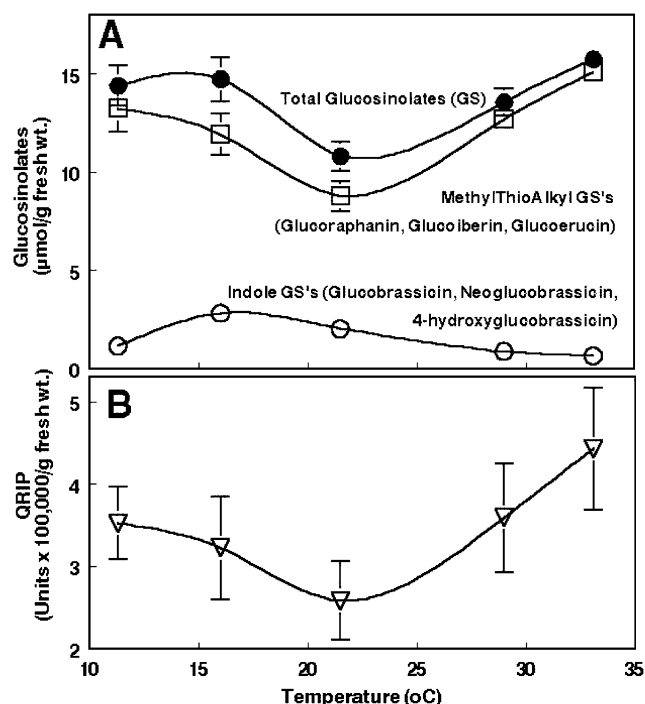 A
15
10
5
0
Glucosinolates
(µmol/g fresh wt.)
Total Glucosinolates (GS)
MethylThioAlkyl GS's
(Glucoraphanin, Glucoiberin, Glucoerucin)
Indole GS's (Glucobrassicin, Neoglucobrassicin,
4-hydroxyglucobrassicin)
B
5
4
3
2
QRIP
(Units x 100,000/g fresh wt.)
10 15 20 25 30 35
Temperature (oC)